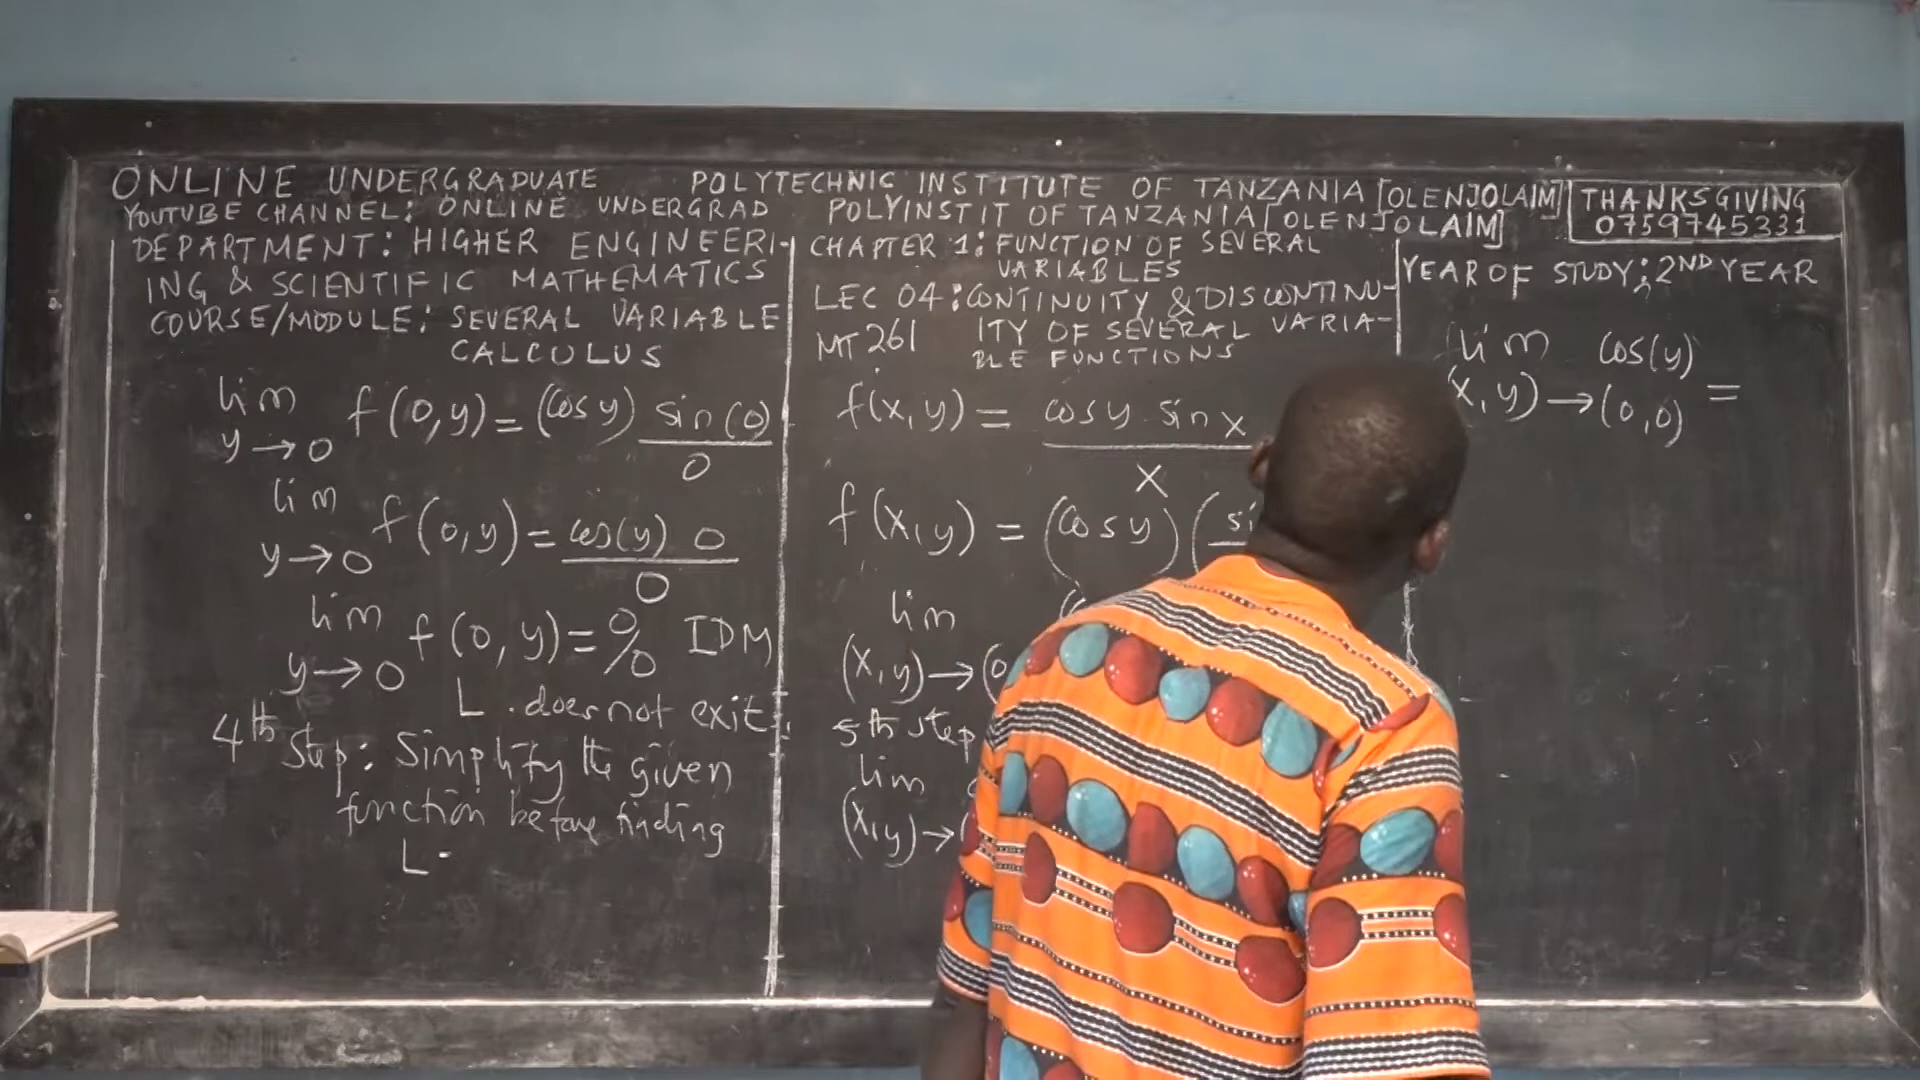 ONLINE UNDERGRADUATE POLYTECHNIC INSTITUTE OF TANZANIA [OLENJOLAIM]
YOUTUBE CHANNEL: ONLINE UNDERGRAD POLYINSTIT OF TANZANIA [OLENJOLAIM]
THANKSGIVING
0759745331
DEPARTMENT: HIGHER ENGINEERI-
ING & SCIENTIFIC MATHEMATICS
COURSE/MODULE: SEVERAL VARIABLE
CALCULUS
lim f(0,y) = (cos y) sin(0)
y→0 0
lim
y→0 f(0,y) = cos(y) 0
0
lim
y→0 f(0,y) = 0/0 IDM
L. does not exit.
4th Step: Simplify the given
function before finding
L.
CHAPTER 1: FUNCTION OF SEVERAL
VARIABLES
LEC 04: CONTINUITY & DISCONTINU-
MT 261 ITY OF SEVERAL VARIA-
BLE FUNCTIONS
f(x,y) = cos y . sin x
x
f(x,y) = (cos y) ( si
lim
(x,y)→(0
5th step
lim
(x,y)→(
YEAR OF STUDY: 2ND YEAR
lim cos(y)
(x,y)→(0,0) =